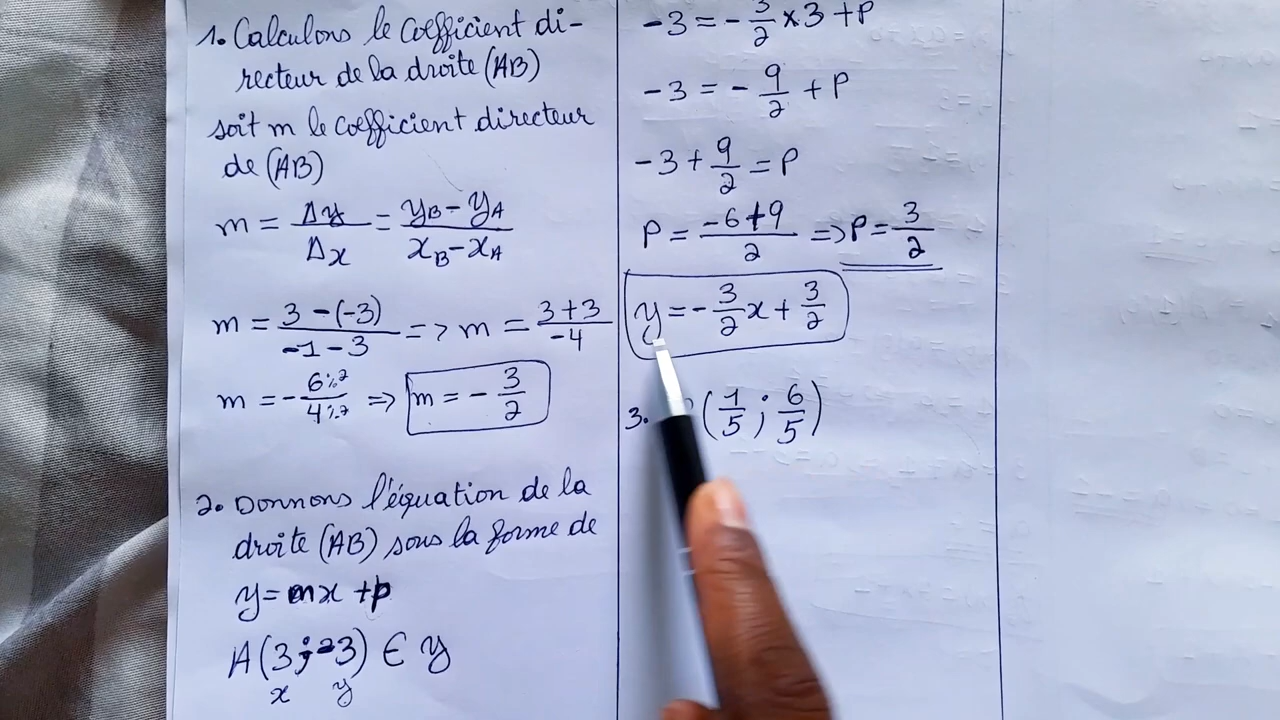 1. Calculons le coefficient di-
recteur de la droite (AB)
soit m le coefficient directeur
de (AB)
m = Δy/Δx = yB - yA / xB - xA
m = 3 - (-3) / -1 - 3 => m = 3 + 3 / -4
m = - 6÷2 / 4÷2 => m = - 3/2
2. Donnons l'équation de la
droite (AB) sous la forme de
y = mx + p
A (3 ; -3) ∈ y
x y
-3 = - 3/2 × 3 + P
-3 = - 9/2 + P
-3 + 9/2 = P
P = -6+9 / 2 => P = 3/2
y = - 3/2 x + 3/2
3. (1/5 ; 6/5)